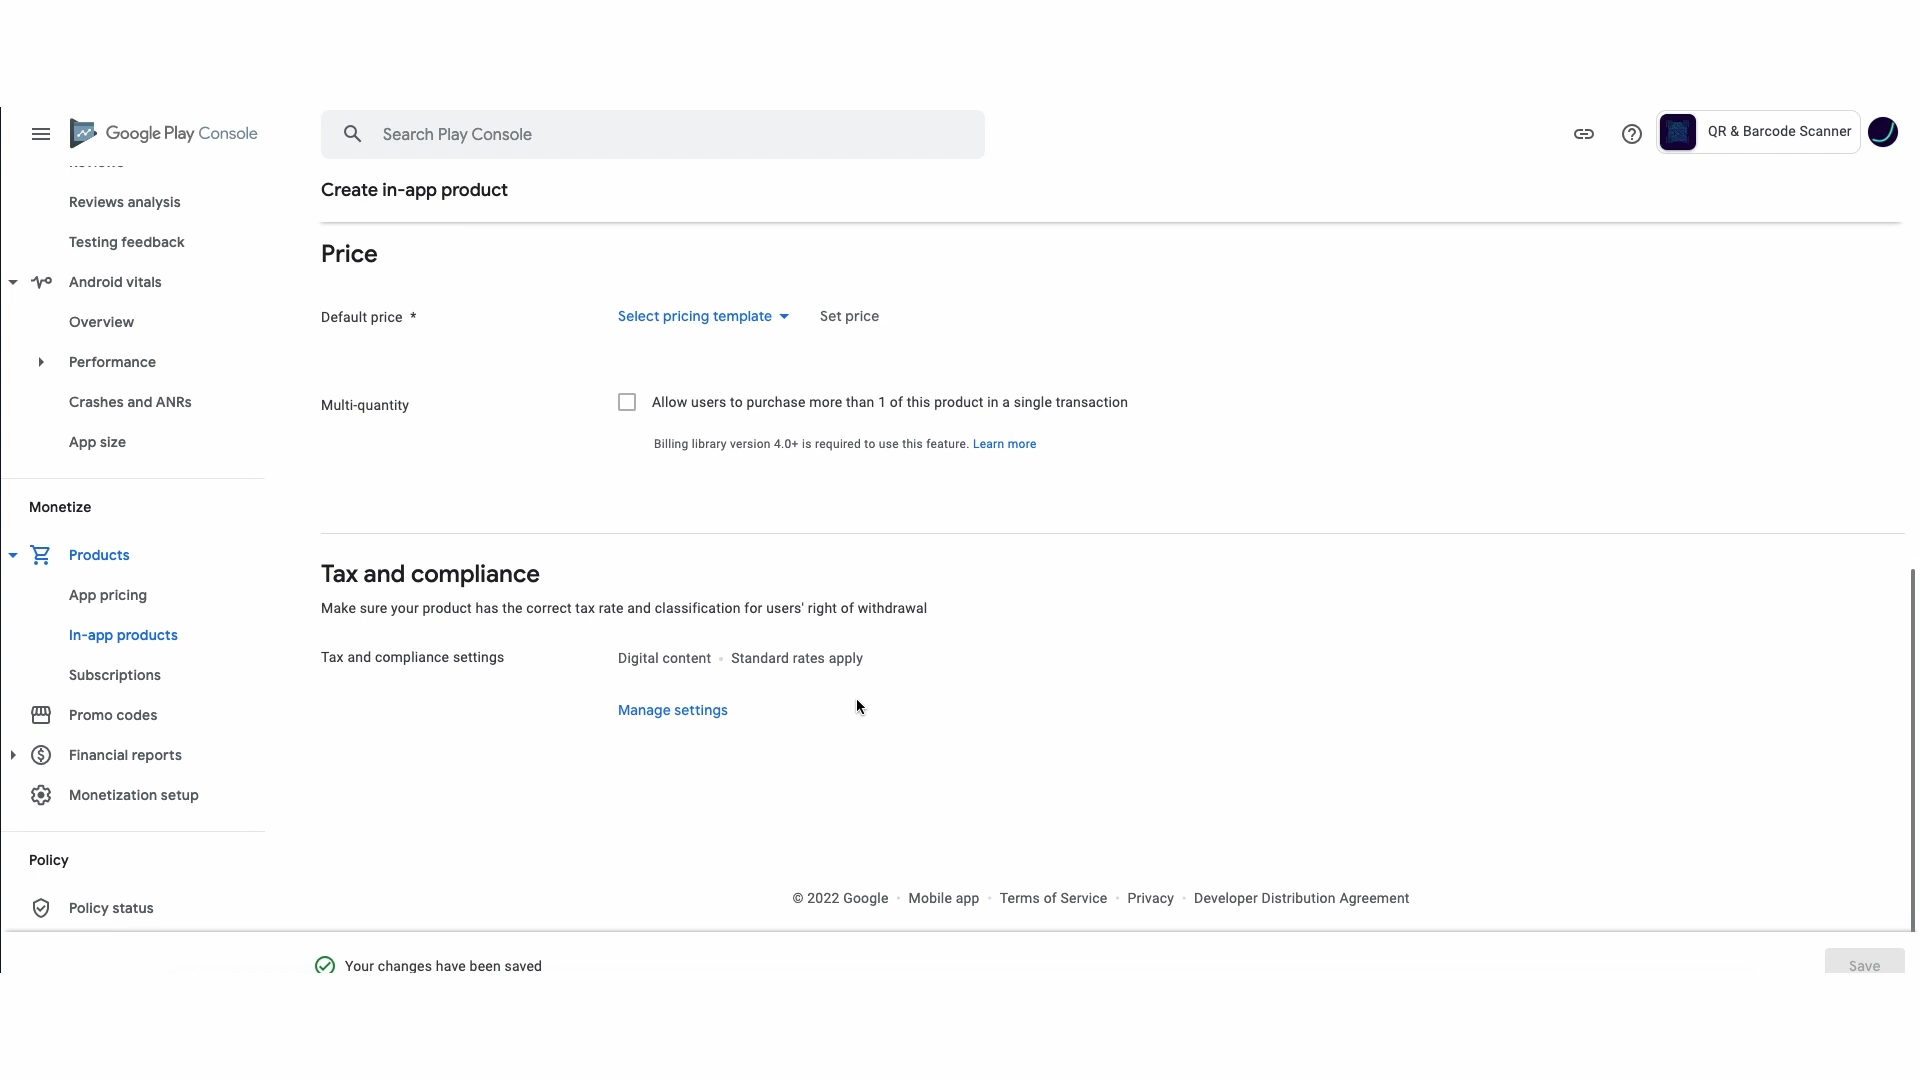 Google Play Console
Search Play Console
QR & Barcode Scanner
Reviews analysis
Testing feedback
Android vitals
Overview
Performance
Crashes and ANRs
App size
Monetize
Products
App pricing
In-app products
Subscriptions
Promo codes
Financial reports
Monetization setup
Policy
Policy status
Create in-app product
Price
Default price *
Select pricing template
Set price
Multi-quantity
Allow users to purchase more than 1 of this product in a single transaction
Billing library version 4.0+ is required to use this feature. Learn more
Tax and compliance
Make sure your product has the correct tax rate and classification for users' right of withdrawal
Tax and compliance settings
Digital content • Standard rates apply
Manage settings
© 2022 Google · Mobile app · Terms of Service · Privacy · Developer Distribution Agreement
Your changes have been saved
Save